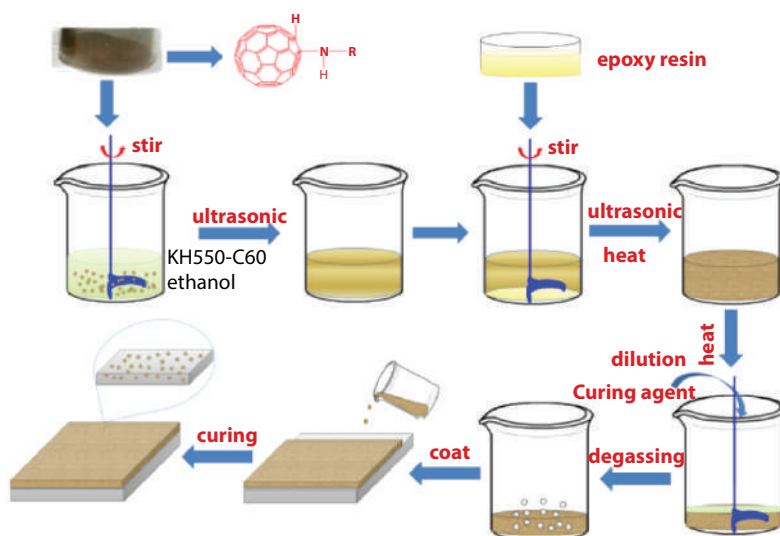 H
N R
H
epoxy resin
stir
stir
ultrasonic
ultrasonic
heat
KH550-C60
ethanol
heat
dilution
Curing agent
degassing
coat
curing